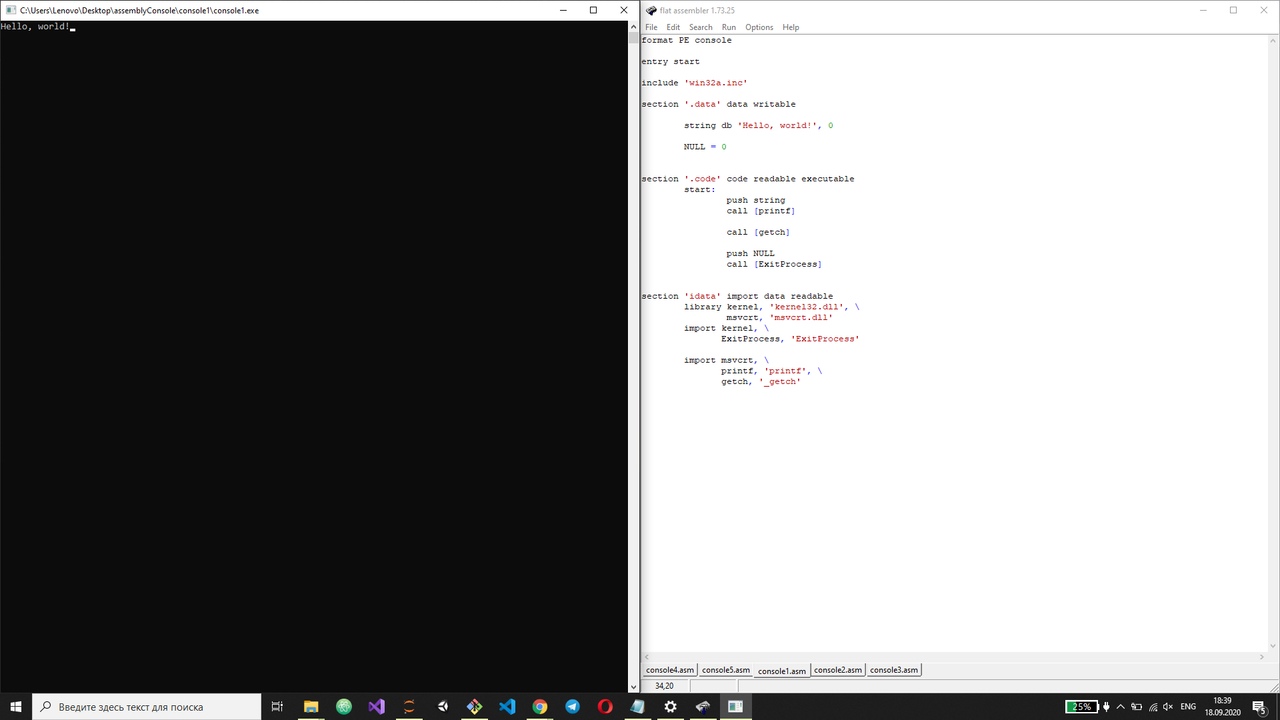 C:\Users\Lenovo\Desktop\assemblyConsole\console1\console1.exe
Hello, world!
flat assembler 1.73.25
File Edit Search Run Options Help
format PE console
entry start
include 'win32a.inc'
section '.data' data writable
string db 'Hello, world!', 0
NULL = 0
section '.code' code readable executable
start:
push string
call [printf]
call [getch]
push NULL
call [ExitProcess]
section 'idata' import data readable
library kernel, 'kernel32.dll', \
msvcrt, 'msvcrt.dll'
import kernel, \
ExitProcess, 'ExitProcess'
import msvcrt, \
printf, 'printf', \
getch, '_getch'
console4.asm console5.asm console1.asm console2.asm console3.asm
34,20
Введите здесь текст для поиска
25%
ENG
18:39
18.09.2020
3